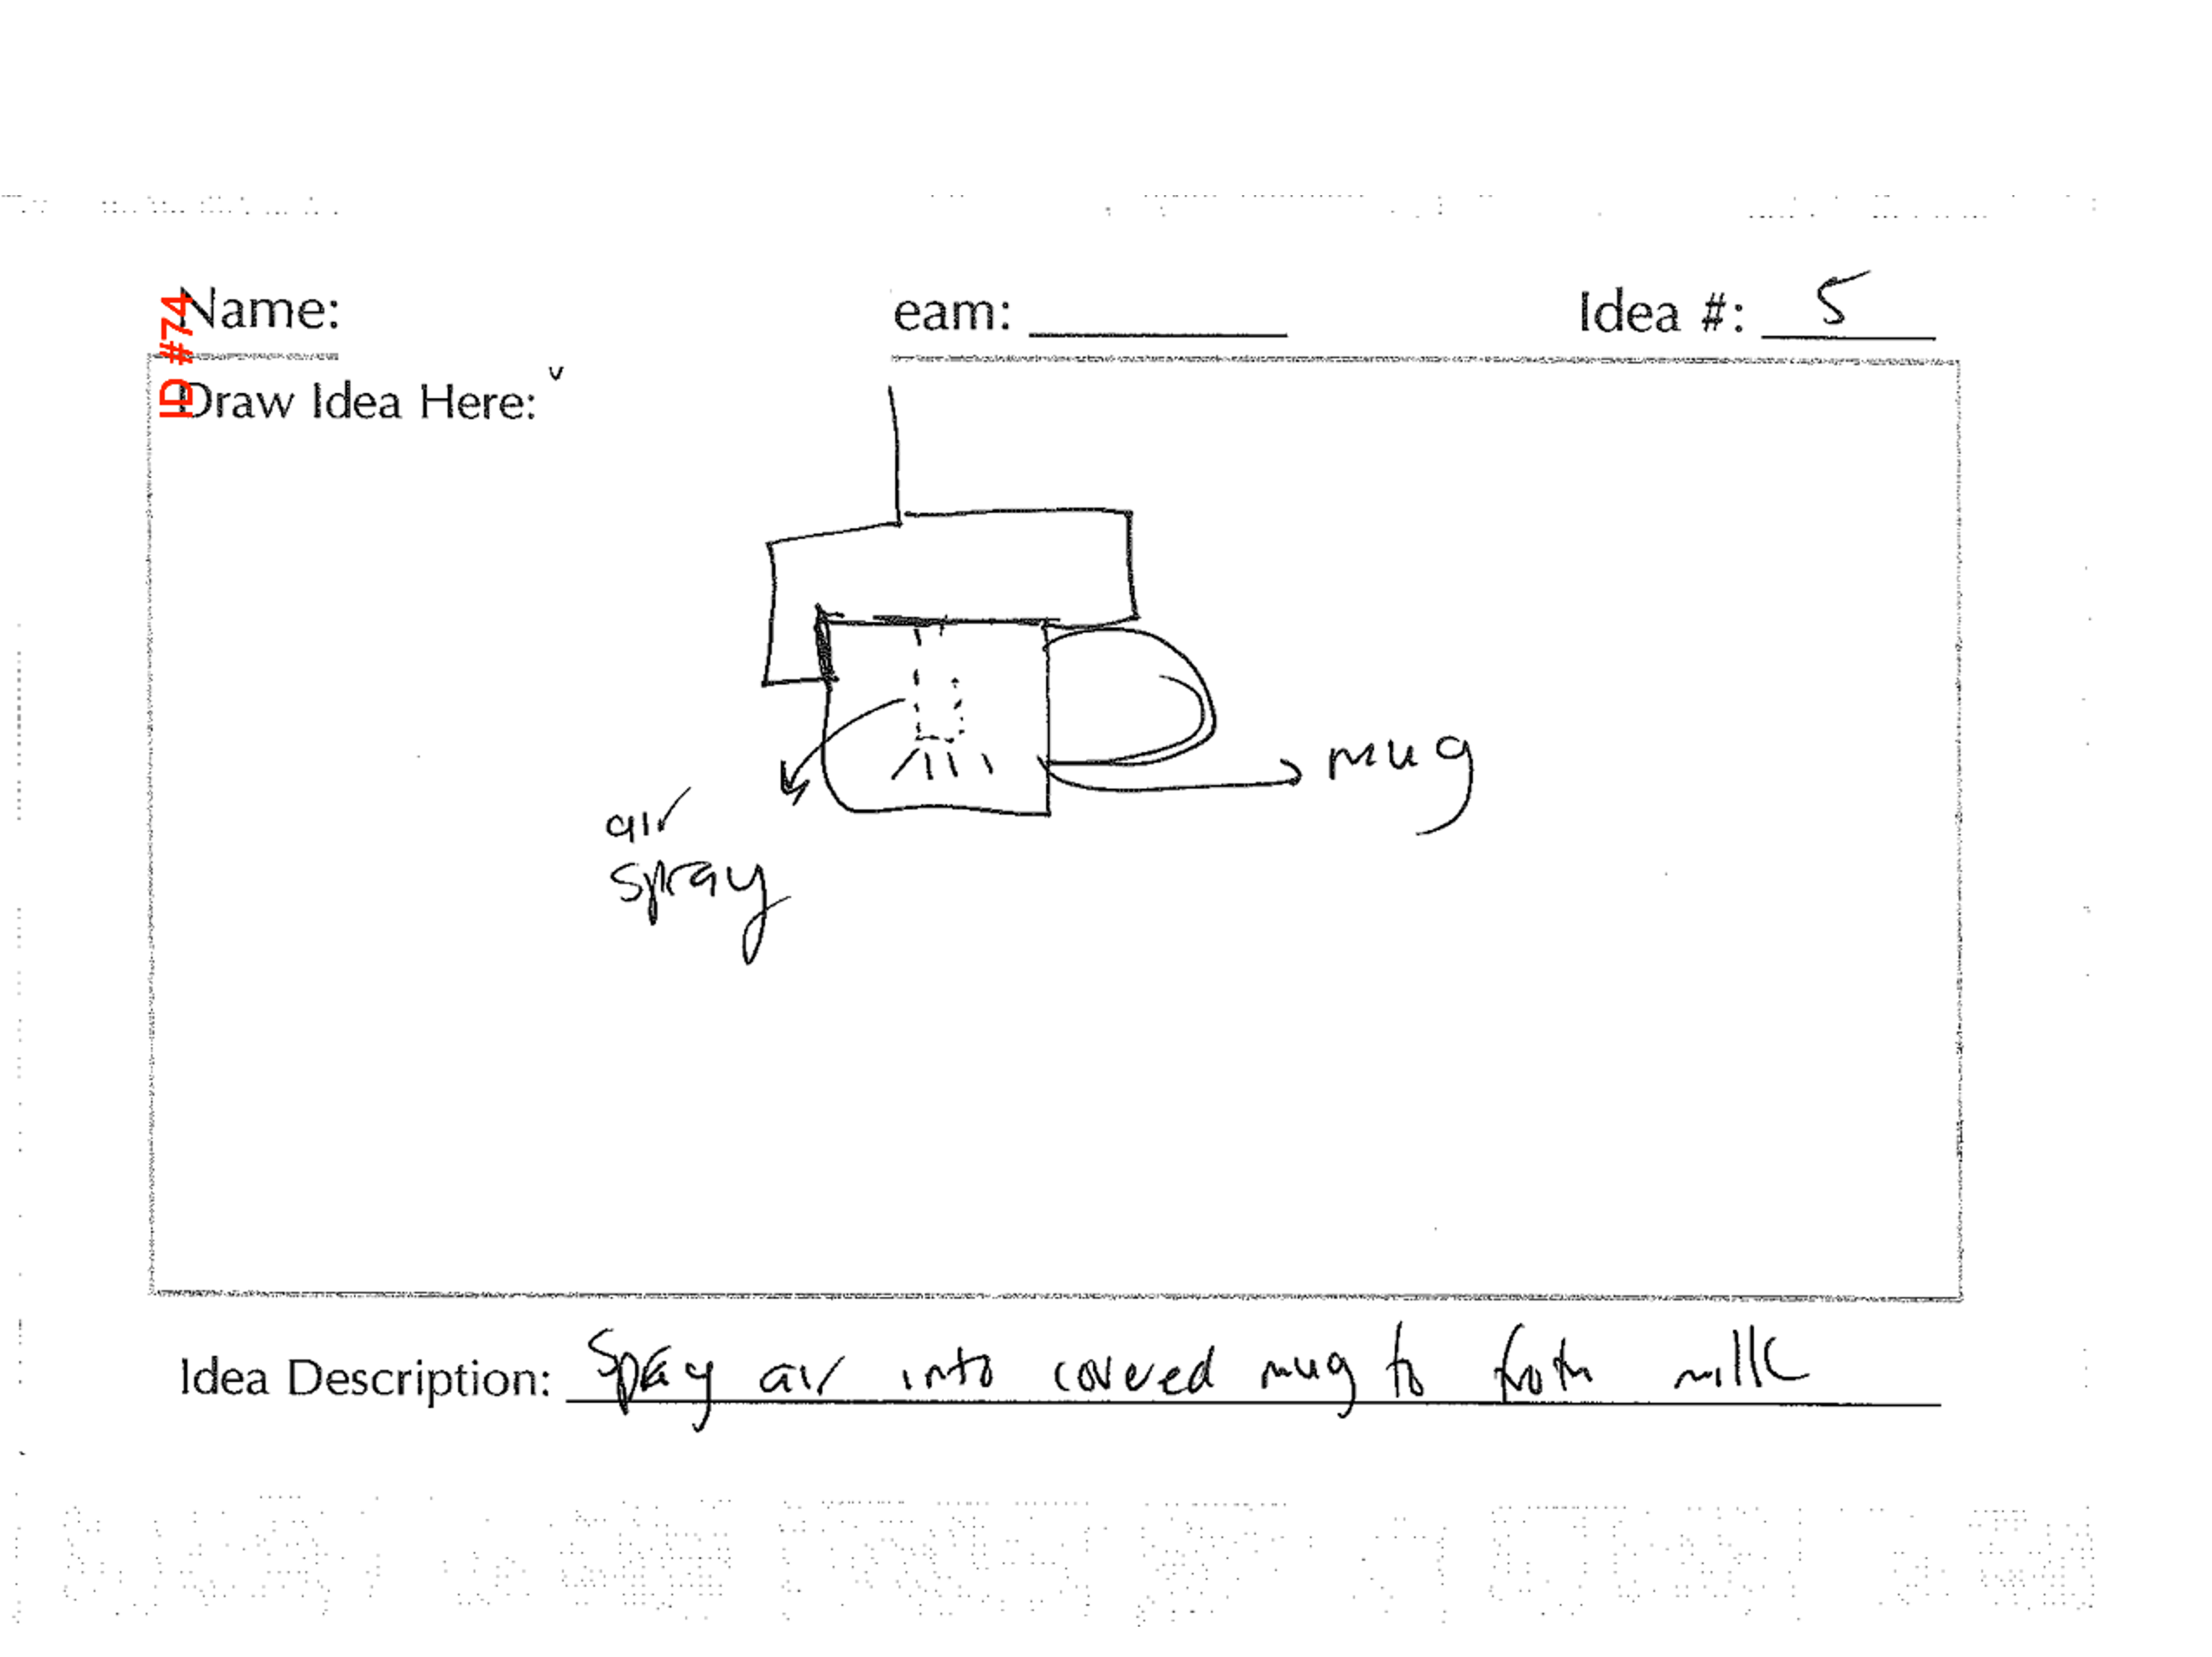 ID #74
Name:
eam:
Idea #: 5
Draw Idea Here:
mug
air
spray
Idea Description: Spray air into covered mug to froth milk